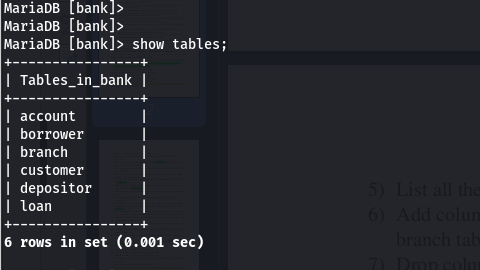 MariaDB [bank]>
MariaDB [bank]>
MariaDB [bank]> show tables;
+----------------+
| Tables_in_bank |
+----------------+
| account        |
| borrower       |
| branch         |
| customer       |
| depositor      |
| loan           |
+----------------+
6 rows in set (0.001 sec)
5) List all the
6) Add colum
branch tab
7) Drop colu